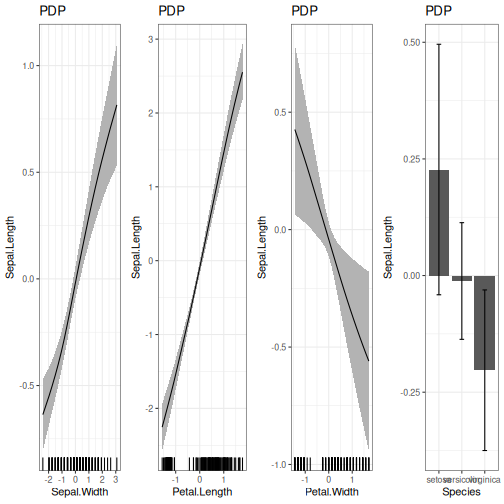 PDP
PDP
PDP
PDP
Sepal.Length
1.0
0.5
0.0
-0.5
-2 -1 0 1 2 3
Sepal.Width
Sepal.Length
3
2
1
0
-1
-2
-1 0 1
Petal.Length
Sepal.Length
0.5
0.0
-0.5
-1.0
-1 0 1
Petal.Width
Sepal.Length
0.50
0.25
0.00
-0.25
setosa versicolor virginica
Species